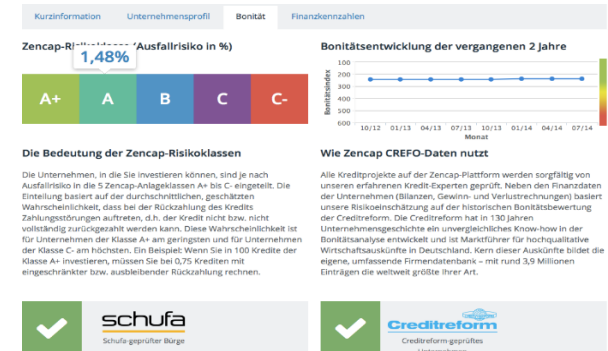 Kurzinformation Unternehmensprofil Bonität Finanzkennzahlen
Zencap-Risikoklasse (Ausfallrisiko in %)
1,48%
A+ A B C C-
Die Bedeutung der Zencap-Risikoklassen
Die Unternehmen, in die Sie investieren können, sind je nach
Ausfallrisiko in die 5 Zencap-Anlageklassen A+ bis C- eingeteilt. Die
Einteilung basiert auf der durchschnittlichen, geschätzten
Wahrscheinlichkeit, dass bei der Rückzahlung des Kredits
Zahlungsstörungen auftreten, d.h. der Kredit nicht bzw. nicht
vollständig zurückgezahlt werden kann. Diese Wahrscheinlichkeit ist
für Unternehmen der Klasse A+ am geringsten und für Unternehmen
der Klasse C- am höchsten. Ein Beispiel: Wenn Sie in 100 Kredite der
Klasse A+ investieren, müssen Sie bei 0,75 Krediten mit
eingeschränkter bzw. ausbleibender Rückzahlung rechnen.
schufa
Schufa-geprüfter Bürge
Bonitätsentwicklung der vergangenen 2 Jahre
Bonitätsindex
100
200
300
400
500
600
10/12 01/13 04/13 07/13 10/13 01/14 04/14 07/14
Monat
Wie Zencap CREFO-Daten nutzt
Alle Kreditprojekte auf der Zencap-Plattform werden sorgfältig von
unseren erfahrenen Kredit-Experten geprüft. Neben den Finanzdaten
der Unternehmen (Bilanzen, Gewinn- und Verlustrechnungen) basiert
unsere Risikoeinschätzung auf der historischen Bonitätsbewertung
der Creditreform. Die Creditreform hat in 130 Jahren
Unternehmensgeschichte ein unvergleichliches Know-how in der
Bonitätsanalyse entwickelt und ist Marktführer für hochqualitative
Wirtschaftsauskünfte in Deutschland. Kern dieser Auskünfte bildet die
eigene, umfassende Firmendatenbank – mit rund 3,9 Millionen
Einträgen die weltweit größte ihrer Art.
Creditreform
Creditreform-geprüftes
Unternehmen